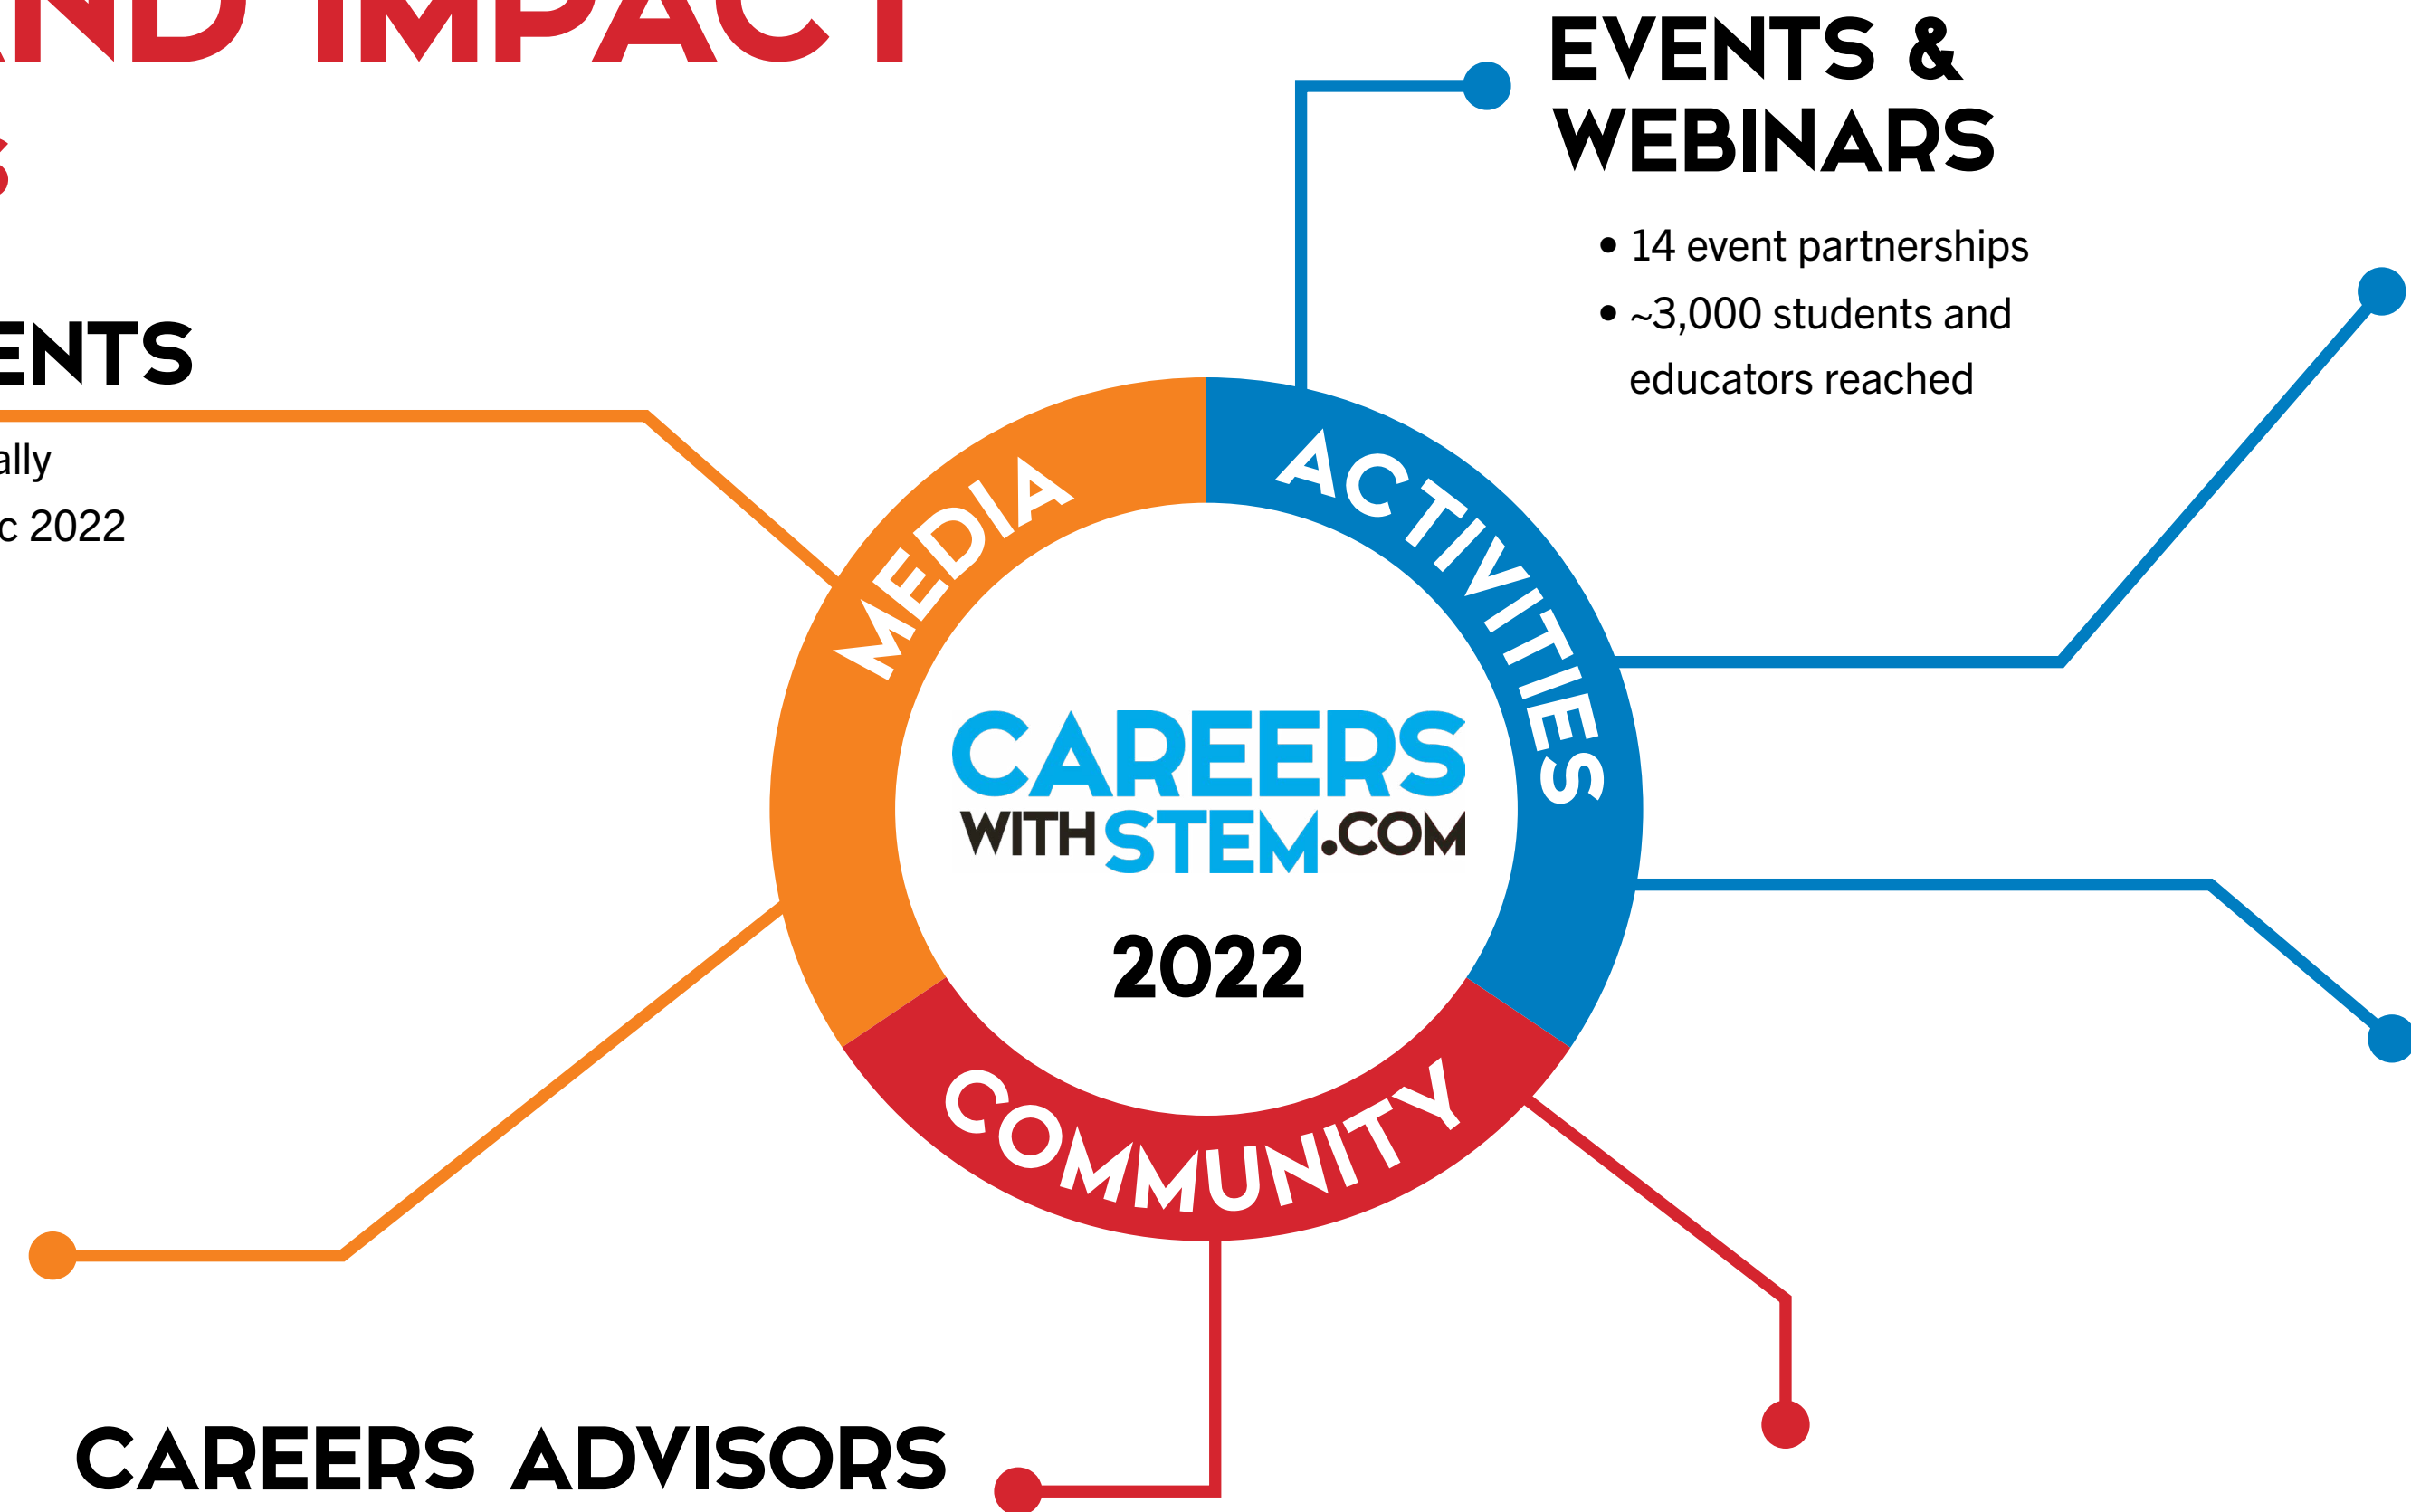 AND IMPACT
S
EVENTS &
WEBINARS
• 14 event partnerships
• ~3,000 students and
educators reached
ENTS
ally
c 2022
MEDIA
ACTIVITIES
CAREERS
WITH STEM.COM
2022
COMMUNITY
CAREERS ADVISORS